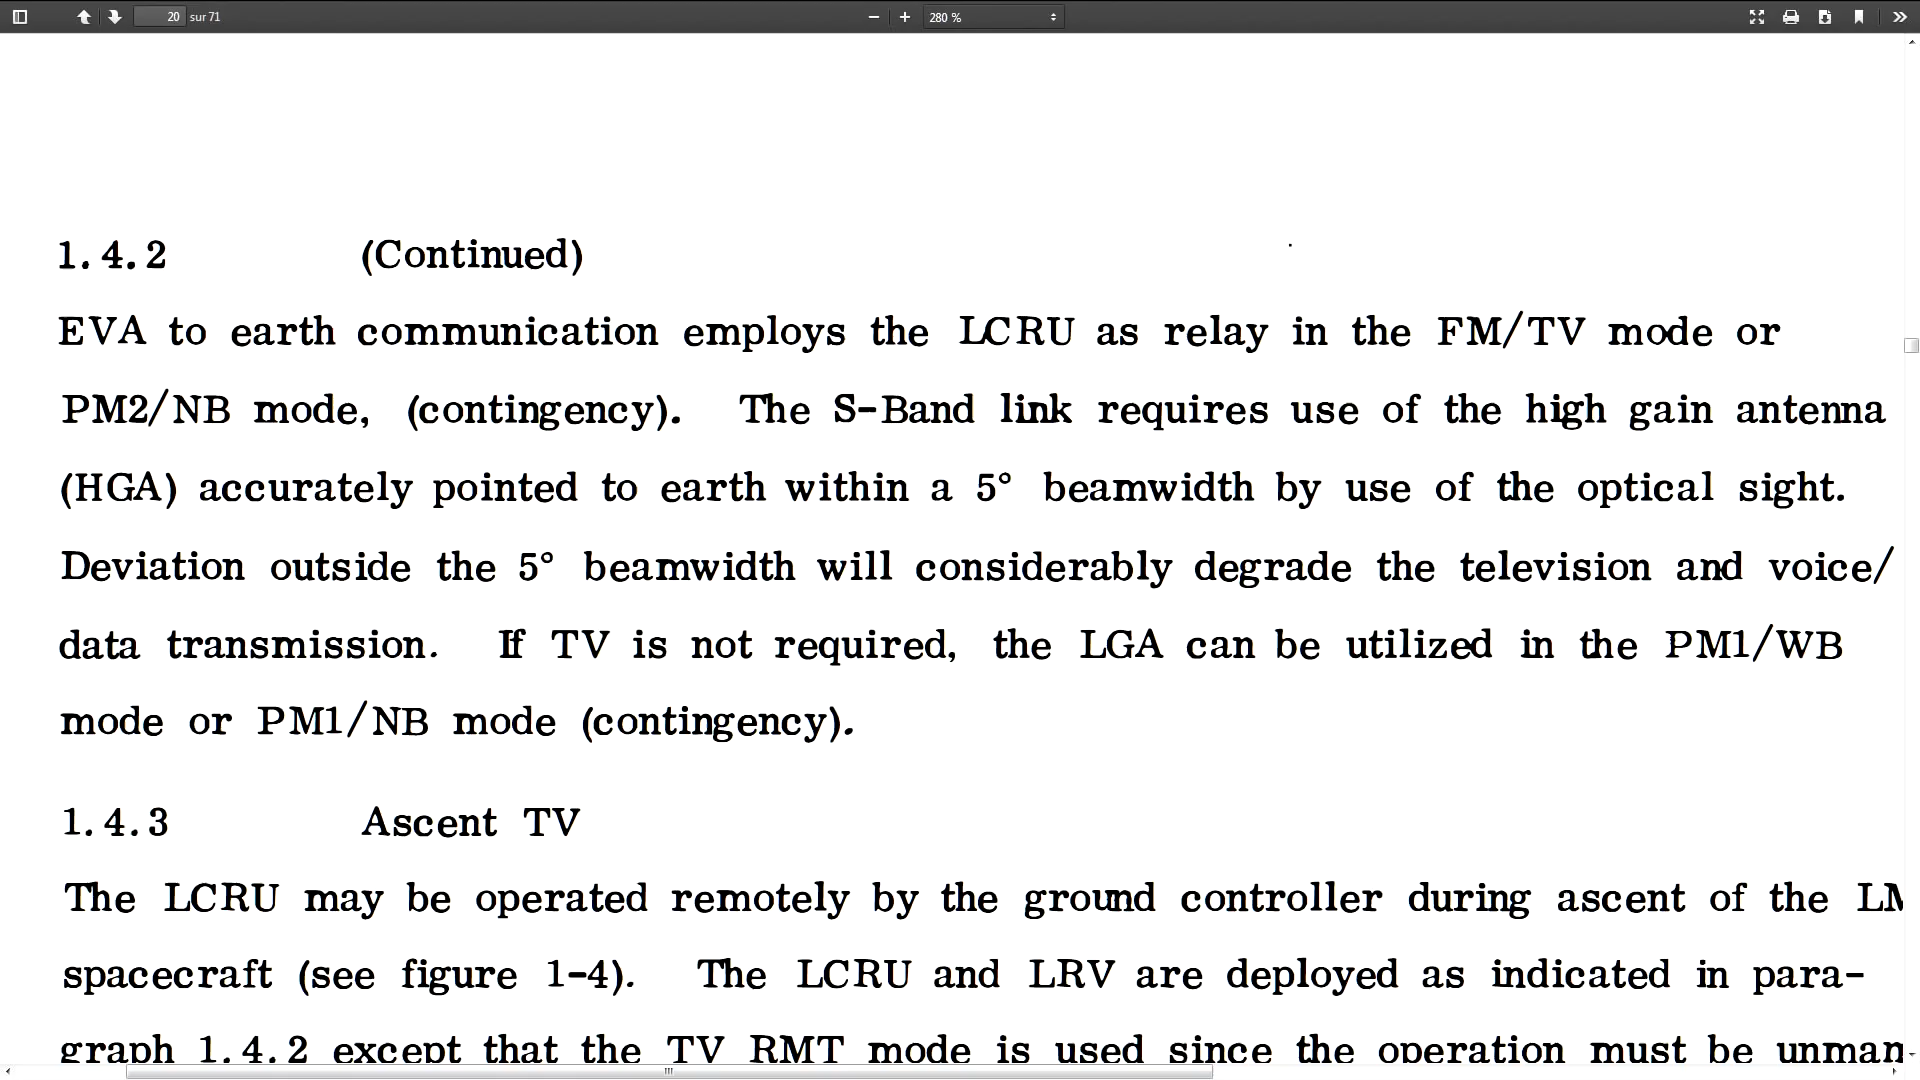 20 sur 71
280 %
1.4.2 (Continued)
EVA to earth communication employs the LCRU as relay in the FM/TV mode or
PM2/NB mode, (contingency). The S-Band link requires use of the high gain antenna
(HGA) accurately pointed to earth within a 5° beamwidth by use of the optical sight.
Deviation outside the 5° beamwidth will considerably degrade the television and voice/
data transmission. If TV is not required, the LGA can be utilized in the PM1/WB
mode or PM1/NB mode (contingency).
1.4.3 Ascent TV
The LCRU may be operated remotely by the ground controller during ascent of the LM
spacecraft (see figure 1-4). The LCRU and LRV are deployed as indicated in para-
graph 1.4.2 except that the TV RMT mode is used since the operation must be unman